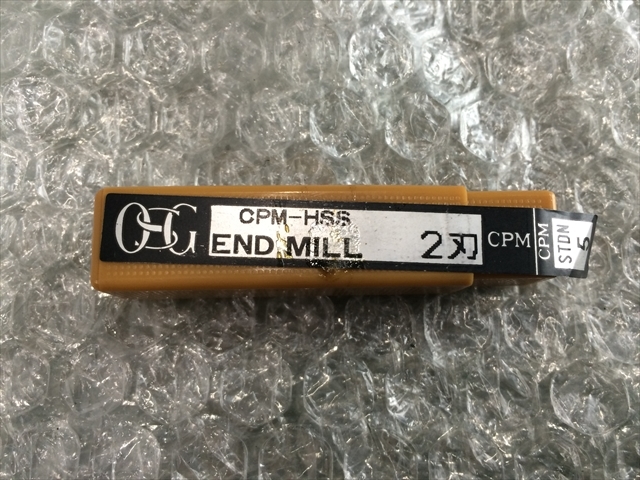 OSG
CPM-HSS
END MILL 2刃
CPM
CPM
STDN
5